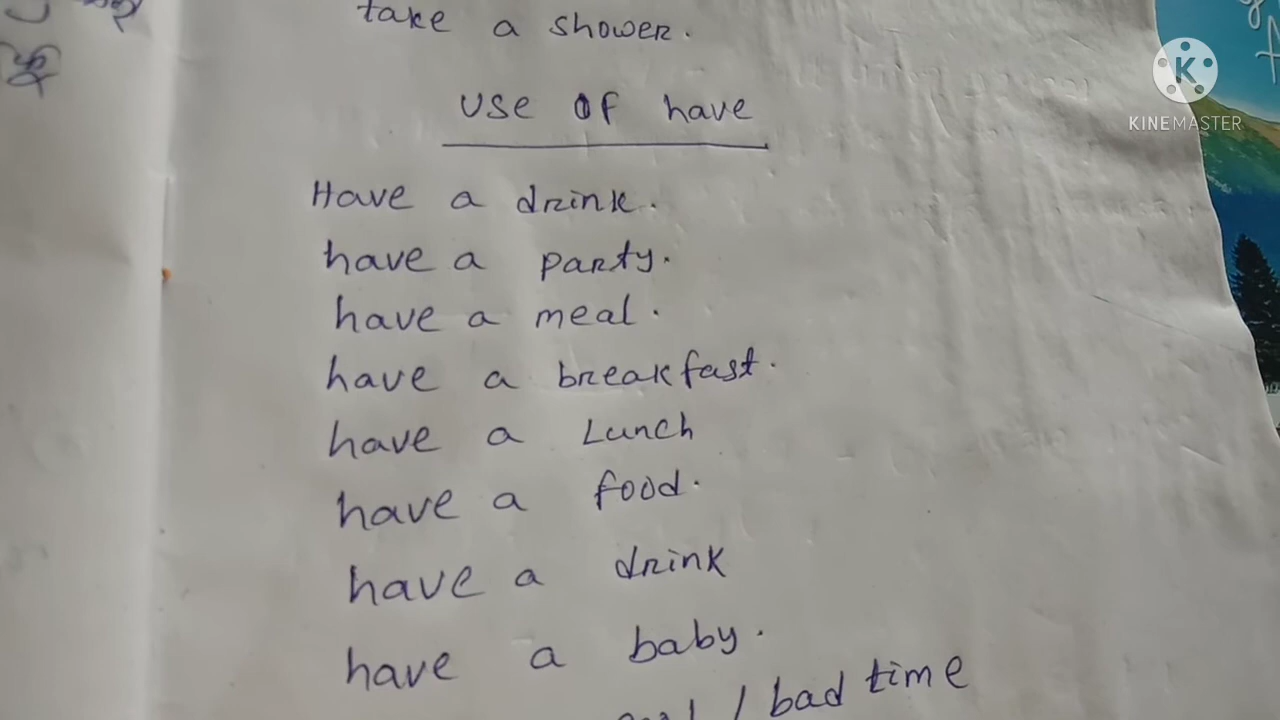 take a shower.
use of have
Have a drink.
have a party.
have a meal.
have a breakfast.
have a Lunch
have a food.
have a drink
have a baby.
/ bad time
KINEMASTER